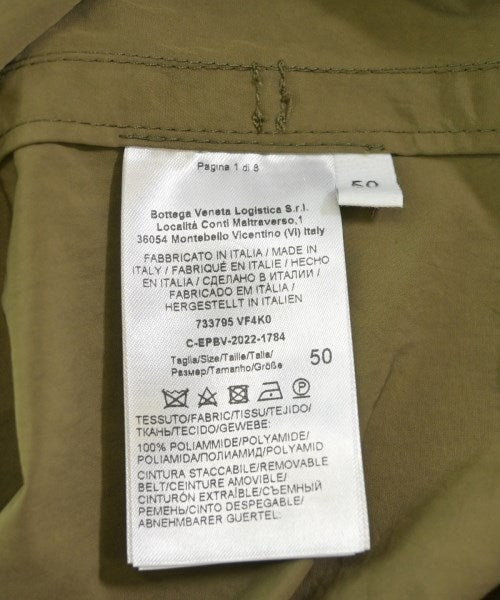 Pagina 1 di 8
50
Bottega Veneta Logistica S.r.l.
Località Conti Maltraverso,1
36054 Montebello Vicentino (VI) Italy
FABBRICATO IN ITALIA / MADE IN
ITALY / FABRIQUÉ EN ITALIE / HECHO
EN ITALIA / СДЕЛАНО В ИТАЛИИ /
FABRICADO EM ITÁLIA /
HERGESTELLT IN ITALIEN
733795 VF4K0
C-EPBV-2022-1784
Taglia/Size/Taille/Talla/
Размер/Tamanho/Größe 50
TESSUTO/FABRIC/TISSU/TEJIDO/
ТКАНЬ/TECIDO/GEWEBE:
100% POLIAMMIDE/POLYAMIDE/
POLIAMIDA/ПОЛИАМИД/POLYAMID
CINTURA STACCABILE/REMOVABLE
BELT/CEINTURE AMOVIBLE/
CINTURÓN EXTRAÍBLE/СЪЕМНЫЙ
РЕМЕНЬ/CINTO DESPEGABLE/
ABNEHMBARER GURTEL: